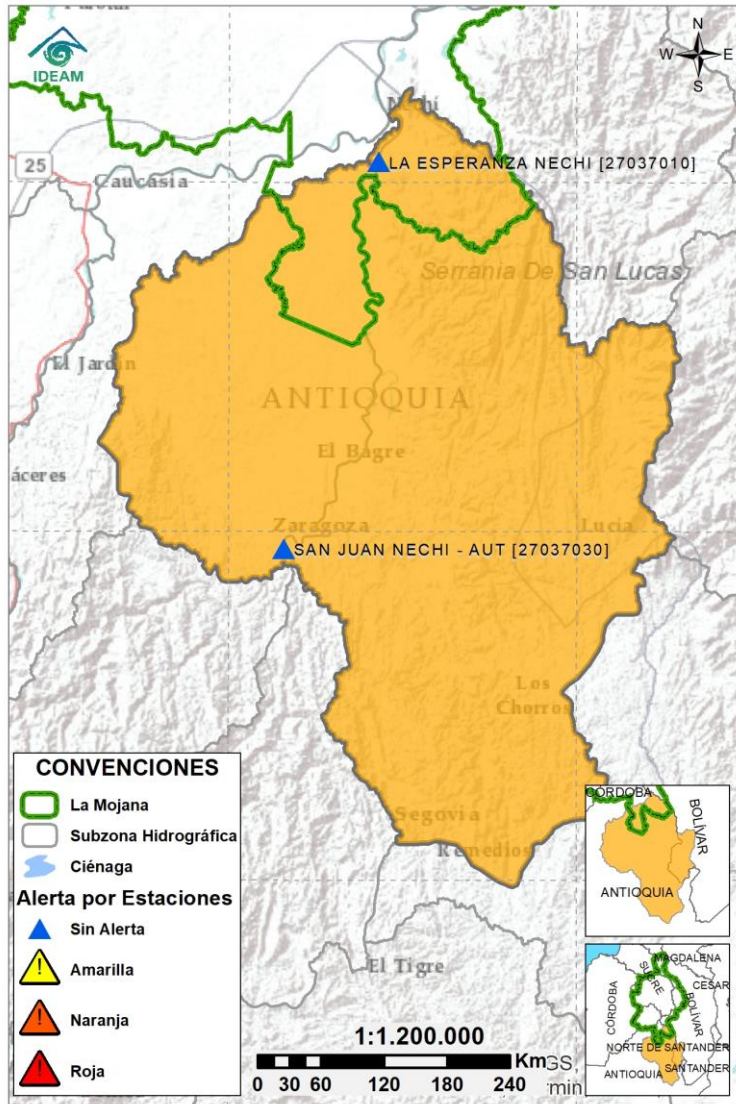 IDEAM
N
W E
S
Nechí
LA ESPERANZA NECHI [27037010]
25
Caucasia
Serranía De San Lucas
El Jardín
ANTIOQUIA
El Bagre
áceres
Zaragoza
Lucia
SAN JUAN NECHI - AUT [27037030]
Los
Chorros
Segovia
Remedios
El Tigre
CONVENCIONES
La Mojana
Subzona Hidrográfica
Ciénaga
Alerta por Estaciones
Sin Alerta
Amarilla
Naranja
Roja
1:1.200.000
Km
GS,
min
0 30 60 120 180 240
CÓRDOBA
BOLÍVAR
ANTIOQUIA
MAGDALENA
SUCRE
CESAR
CÓRDOBA
BOLÍVAR
NORTE DE SANTANDER
SANTANDER
ANTIOQUIA